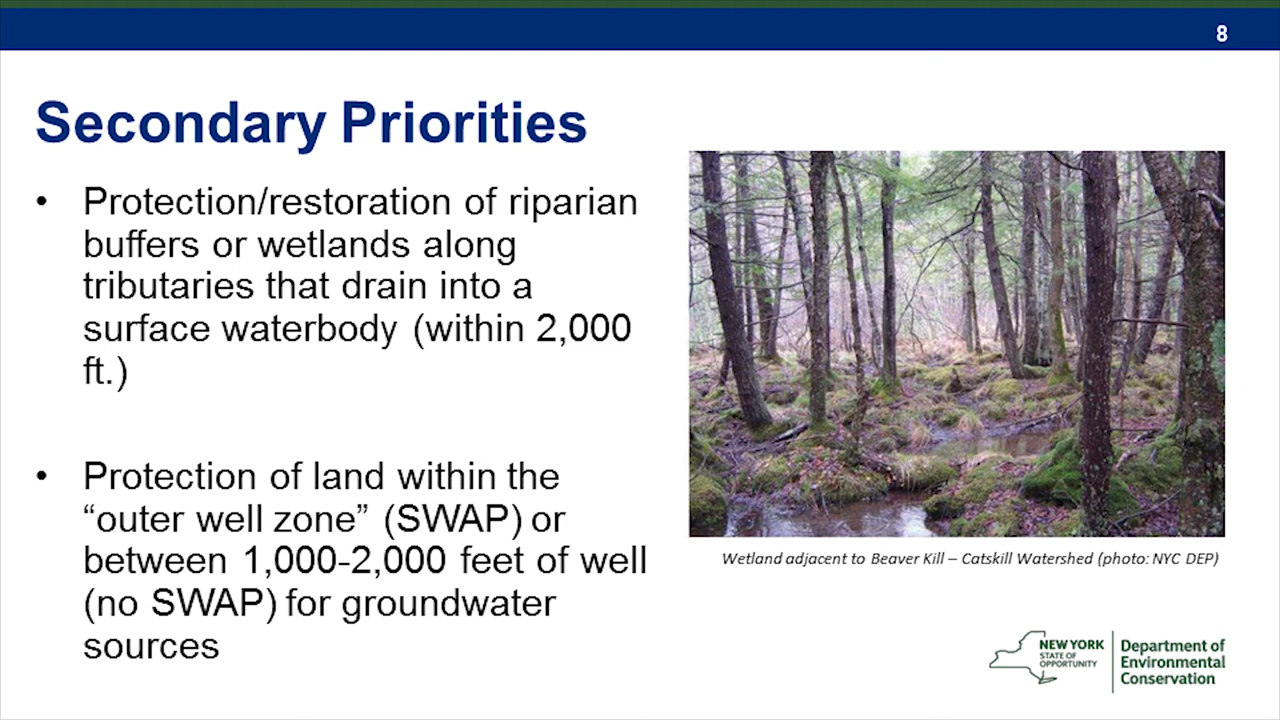 8
Secondary Priorities
• Protection/restoration of riparian
buffers or wetlands along
tributaries that drain into a
surface waterbody (within 2,000
ft.)
• Protection of land within the
“outer well zone” (SWAP) or
between 1,000-2,000 feet of well
(no SWAP) for groundwater
sources
Wetland adjacent to Beaver Kill – Catskill Watershed (photo: NYC DEP)
NEW YORK
STATE OF
OPPORTUNITY
Department of
Environmental
Conservation